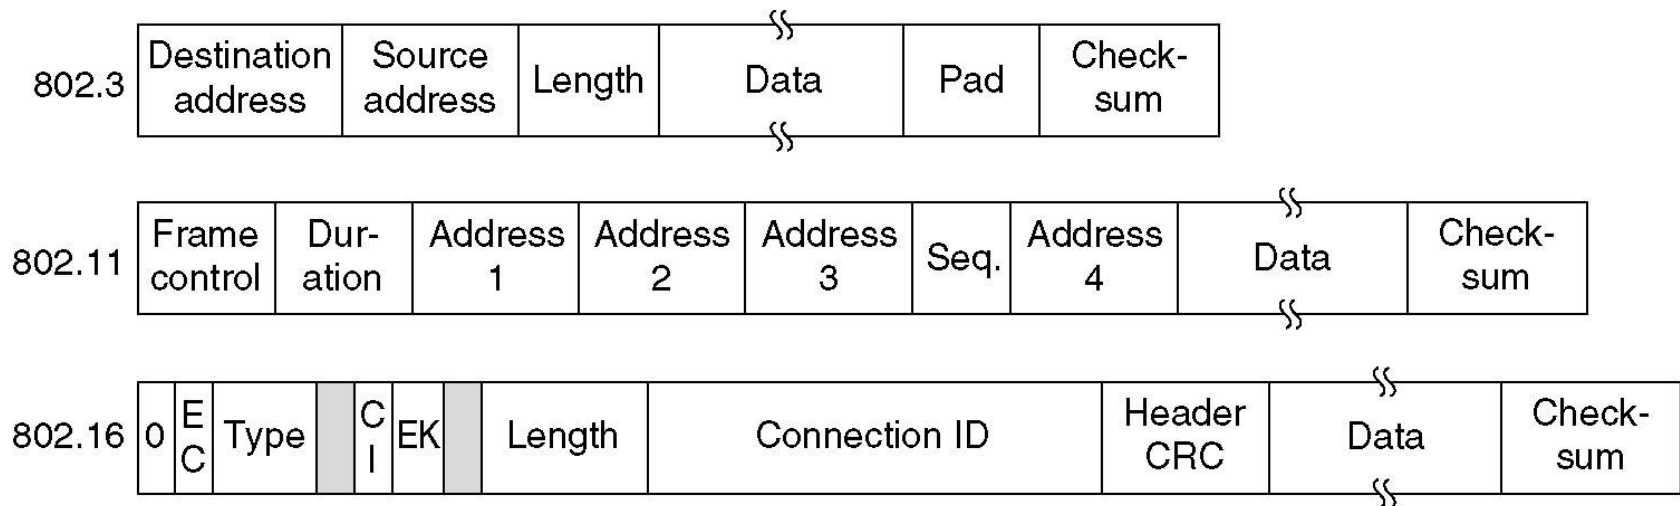 802.3 Destination address Source address Length Data Pad Check-sum
802.11 Frame control Dur-ation Address 1 Address 2 Address 3 Seq. Address 4 Data Check-sum
802.16 0 EC Type CI EK Length Connection ID Header CRC Data Check-sum